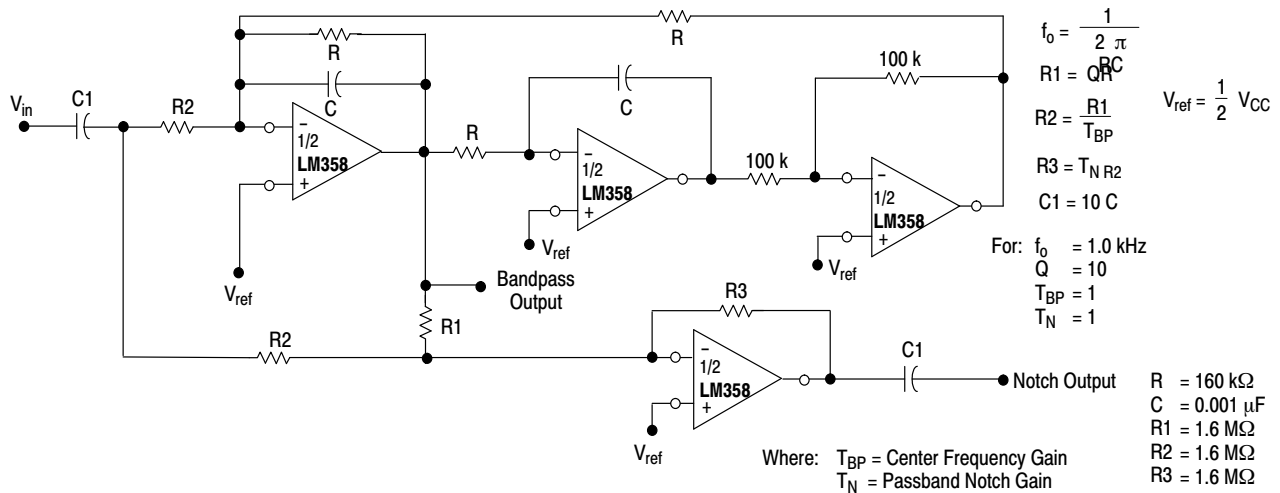 R
R
C
C
100 k
f₀ = 1 / 2 π RC
R1 = QR
V_ref = 1/2 V_CC
R2 = R1 / T_BP
R3 = T_N R2
C1 = 10 C
V_in
C1
R2
–
1/2
LM358
+
V_ref
R
–
1/2
LM358
+
V_ref
100 k
–
1/2
LM358
+
V_ref
For: f₀ = 1.0 kHz
Q = 10
T_BP = 1
T_N = 1
Bandpass
Output
R1
R2
R3
–
1/2
LM358
+
V_ref
C1
Notch Output
R = 160 kΩ
C = 0.001 μF
R1 = 1.6 MΩ
R2 = 1.6 MΩ
R3 = 1.6 MΩ
Where: T_BP = Center Frequency Gain
T_N = Passband Notch Gain